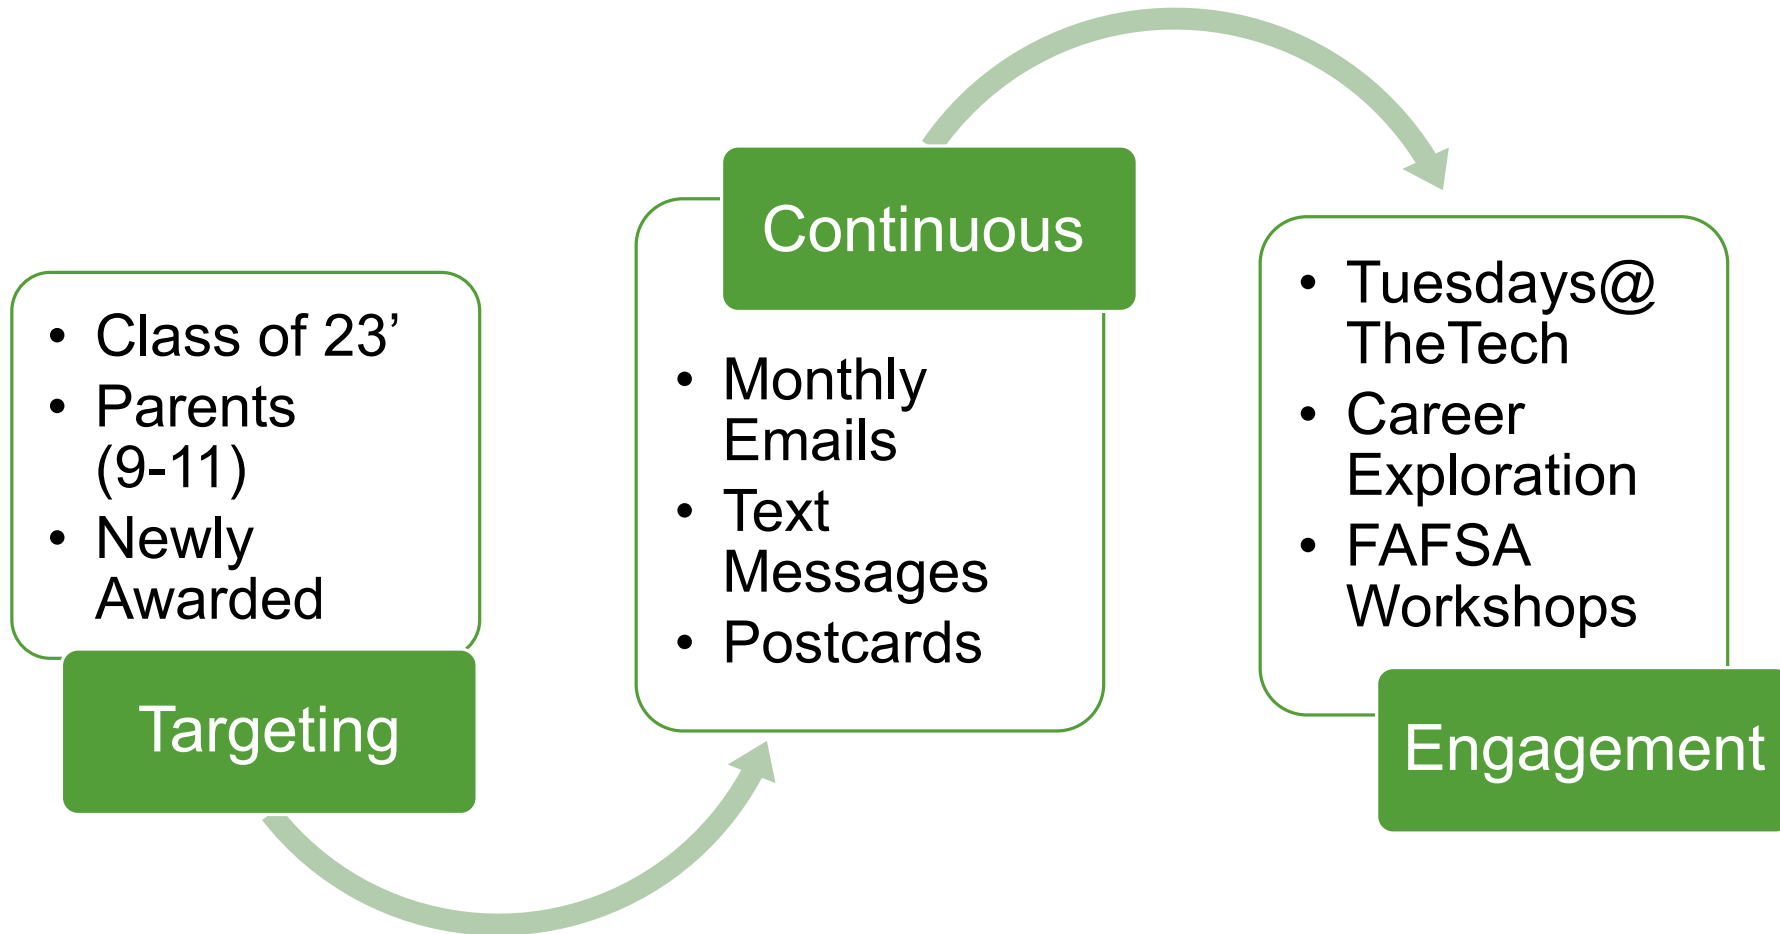 • Class of 23’
• Parents
(9-11)
• Newly
Awarded
Targeting
Continuous
• Monthly
Emails
• Text
Messages
• Postcards
• Tuesdays@
TheTech
• Career
Exploration
• FAFSA
Workshops
Engagement